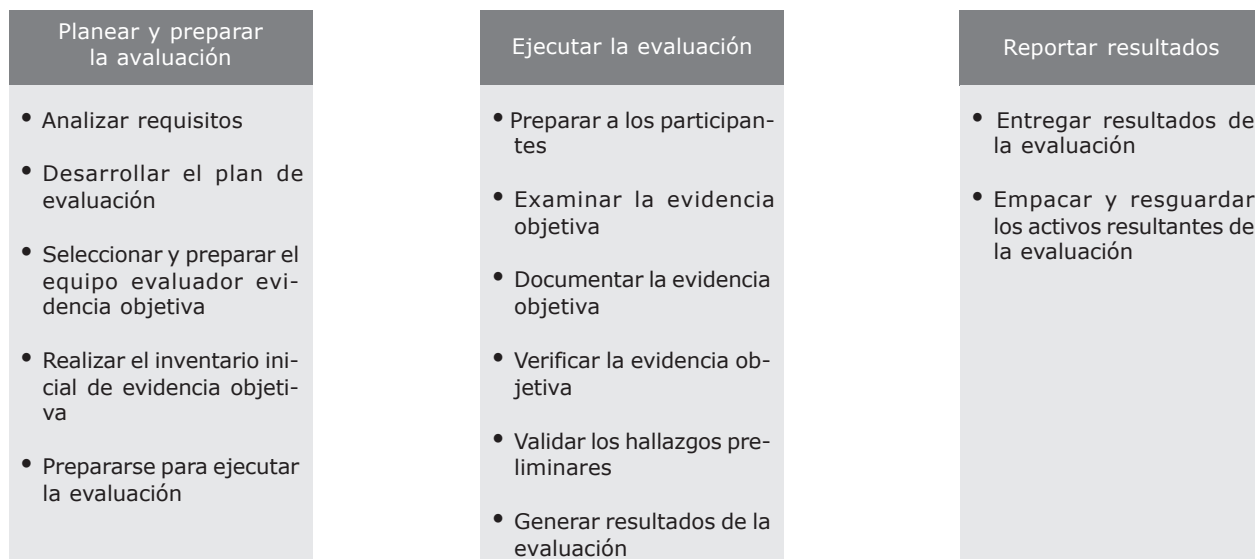 Planear y preparar
la avaluación
• Analizar requisitos
• Desarrollar el plan de
evaluación
• Seleccionar y preparar el
equipo evaluador evi-
dencia objetiva
• Realizar el inventario ini-
cial de evidencia objeti-
va
• Prepararse para ejecutar
la evaluación
Ejecutar la evaluación
• Preparar a los participan-
tes
• Examinar la evidencia
objetiva
• Documentar la evidencia
objetiva
• Verificar la evidencia ob-
jetiva
• Validar los hallazgos pre-
liminares
• Generar resultados de la
evaluación
Reportar resultados
• Entregar resultados de
la evaluación
• Empacar y resguardar
los activos resultantes de
la evaluación